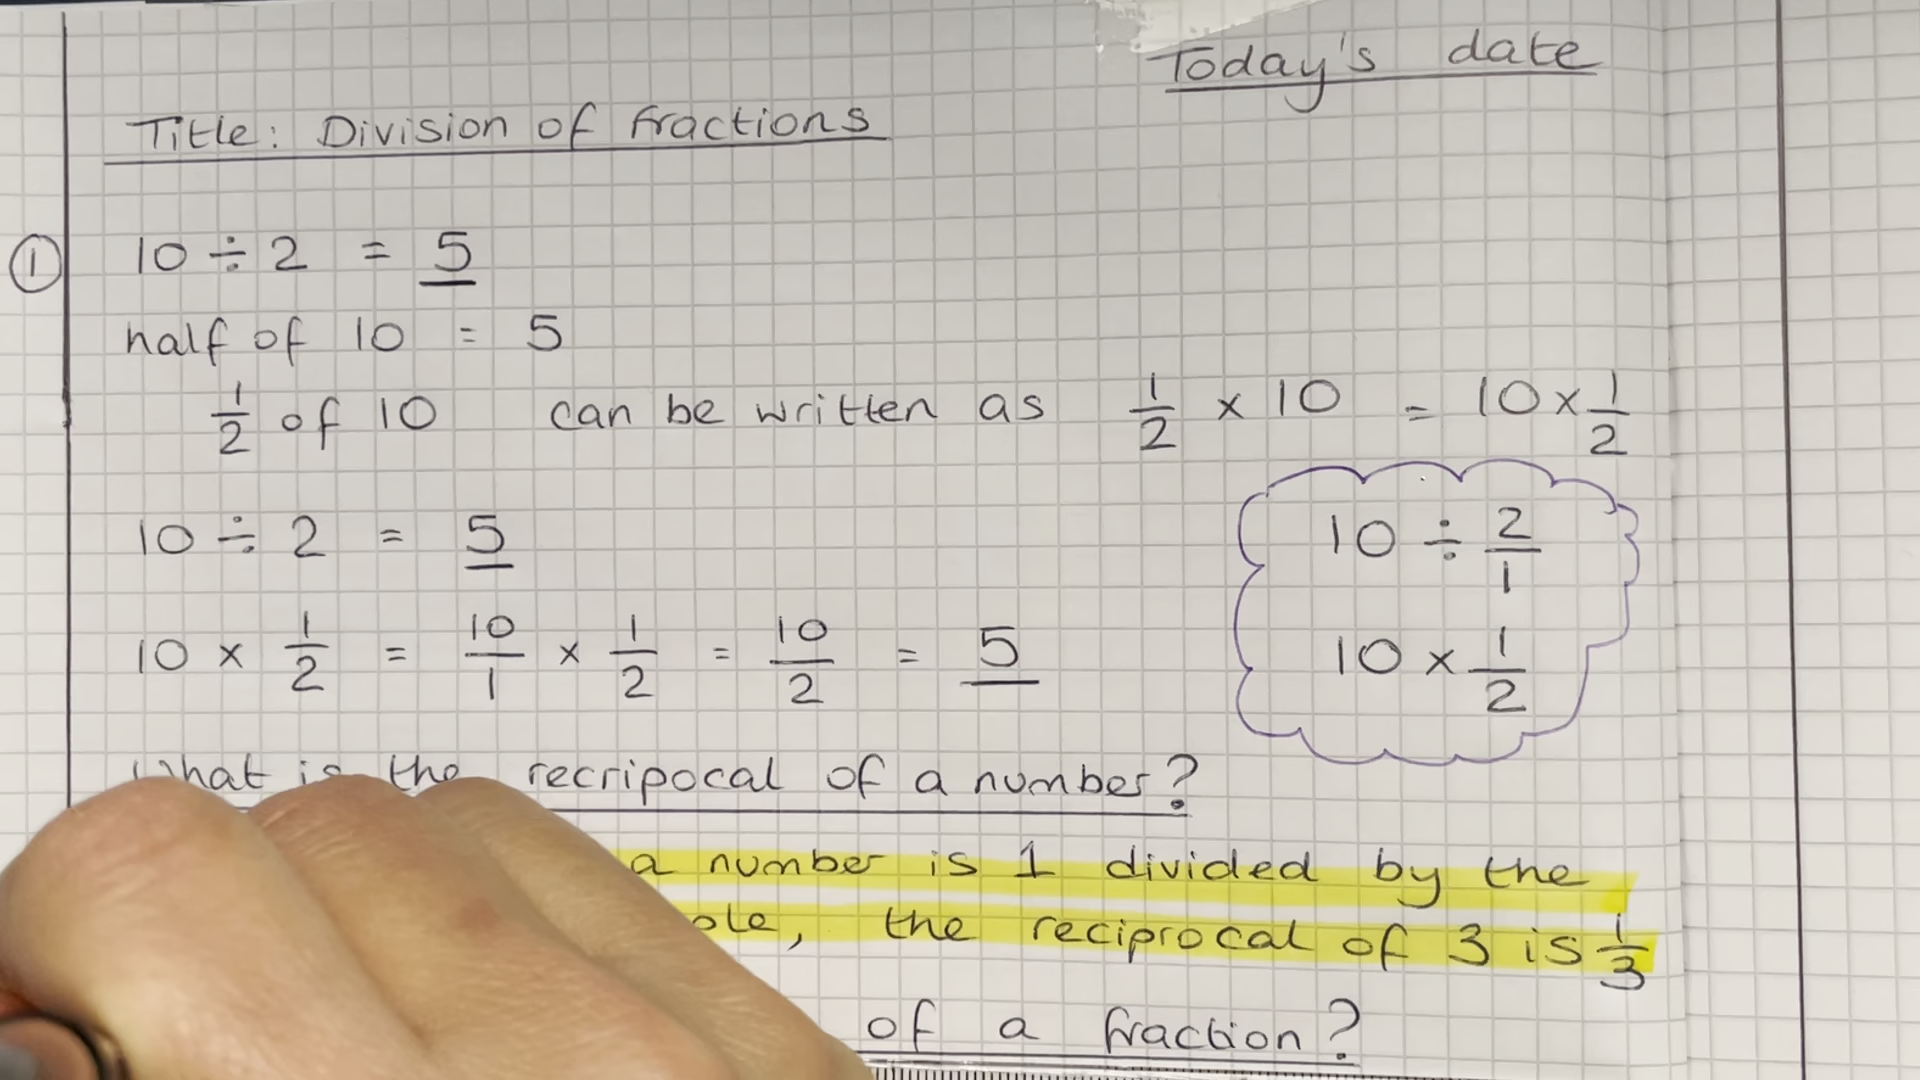 Today's date
Title: Division of fractions
① 10 ÷ 2 = 5
half of 10 = 5
1/2 of 10 can be written as 1/2 × 10 = 10 × 1/2
10 ÷ 2 = 5
10 ÷ 2/1
10 × 1/2 = 10/1 × 1/2 = 10/2 = 5
10 × 1/2
What is the recripocal of a number?
a number is 1 divided by the
the reciprocal of 3 is 1/3
of a fraction?